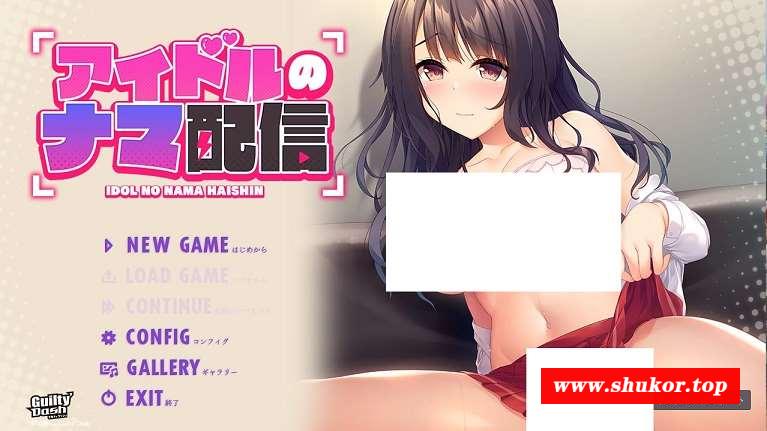 アイドルの
ナマ配信
IDOL NO NAMA HAISHIN
NEW GAME はじめから
LOAD GAME
CONTINUE
CONFIG コンフィグ
GALLERY ギャラリー
EXIT 終了
Guilty
Dash
www.shukor.top